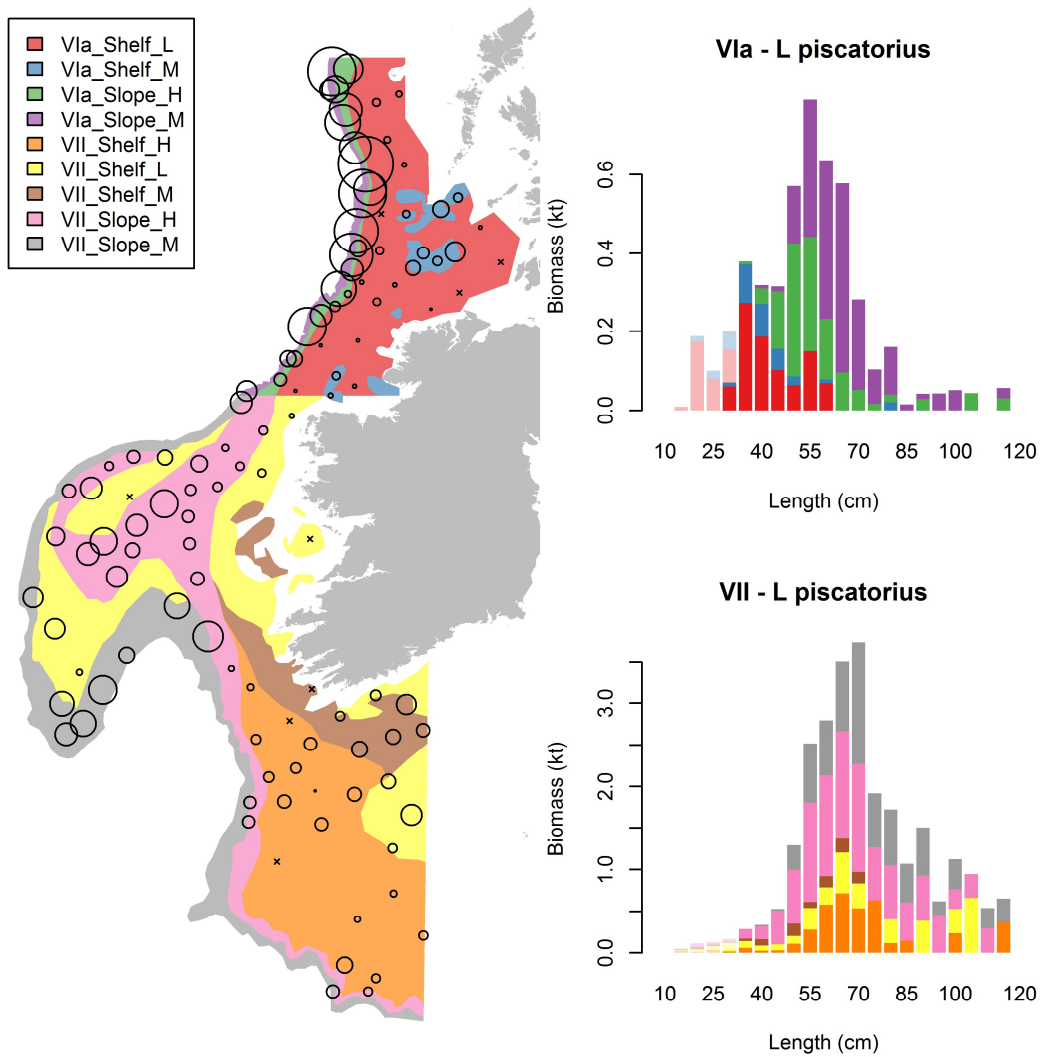 VIa_Shelf_L
VIa_Shelf_M
VIa_Slope_H
VIa_Slope_M
VII_Shelf_H
VII_Shelf_L
VII_Shelf_M
VII_Slope_H
VII_Slope_M
VIa - L piscatorius
Biomass (kt)
0.0 0.2 0.4 0.6
10 25 40 55 70 85 100 120
Length (cm)
VII - L piscatorius
Biomass (kt)
0.0 1.0 2.0 3.0
10 25 40 55 70 85 100 120
Length (cm)